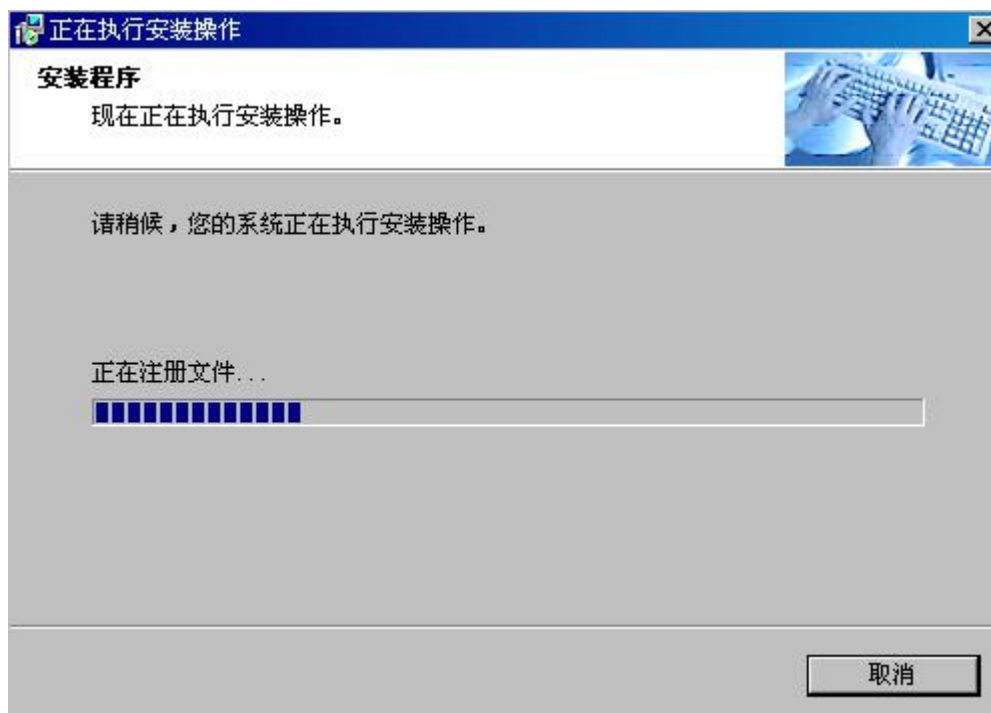 正在执行安装操作
安装程序
现在正在执行安装操作。
请稍候，您的系统正在执行安装操作。
正在注册文件...
取消